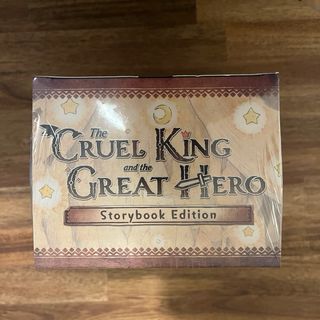 The
CRUEL KING
and the
GREAT HERO
Storybook Edition